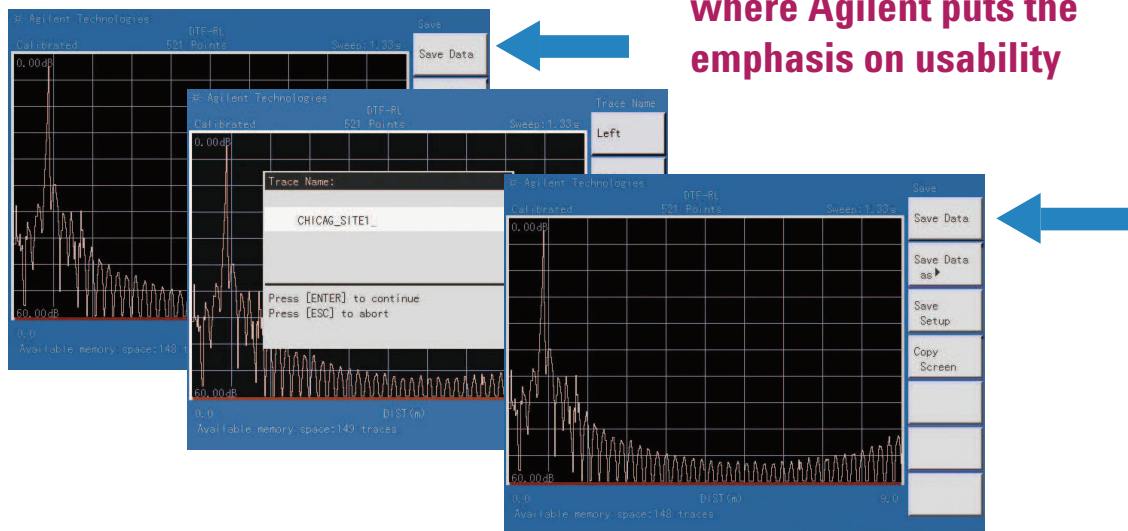 where Agilent puts the
emphasis on usability
Agilent Technologies
DTF-RL
Save
Calibrated
521 Points
Sweep:1.33s
Save Data
0.00dB
60.00dB
0.0
Available memory space:148
Agilent Technologies
DTF-RL
Trace Name
Calibrated
521 Points
Sweep:1.33s
Left
0.00dB
Trace Name:
CHICAG_SITE1_
Press [ENTER] to continue
Press [ESC] to abort
60.00dB
0.0
DIST(m)
Available memory space:149 traces
Agilent Technologies
DTF-RL
Save
Calibrated
521 Points
Sweep:1.33s
Save Data
0.00dB
Save Data
as
Save
Setup
Copy
Screen
60.00dB
0.0
DIST(m)
9.0
Available memory space:148 traces